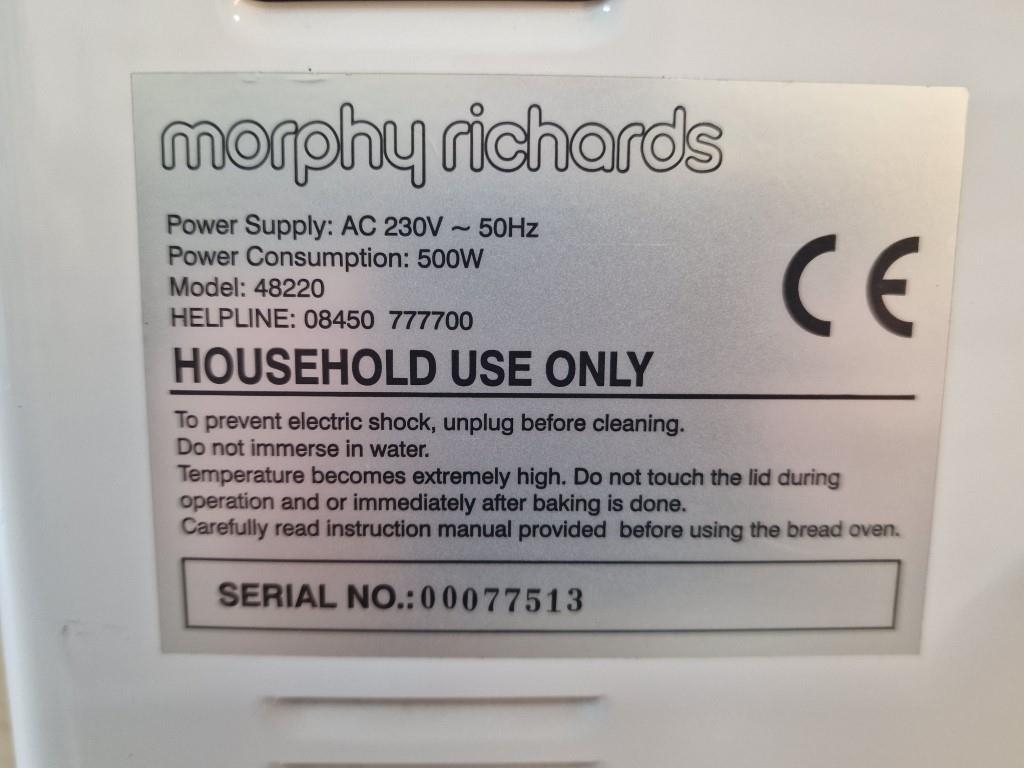 morphy richards
Power Supply: AC 230V ~ 50Hz
Power Consumption: 500W
Model: 48220
HELPLINE: 08450 777700
CE
HOUSEHOLD USE ONLY
To prevent electric shock, unplug before cleaning.
Do not immerse in water.
Temperature becomes extremely high. Do not touch the lid during
operation and or immediately after baking is done.
Carefully read instruction manual provided before using the bread oven.
SERIAL NO.:00077513